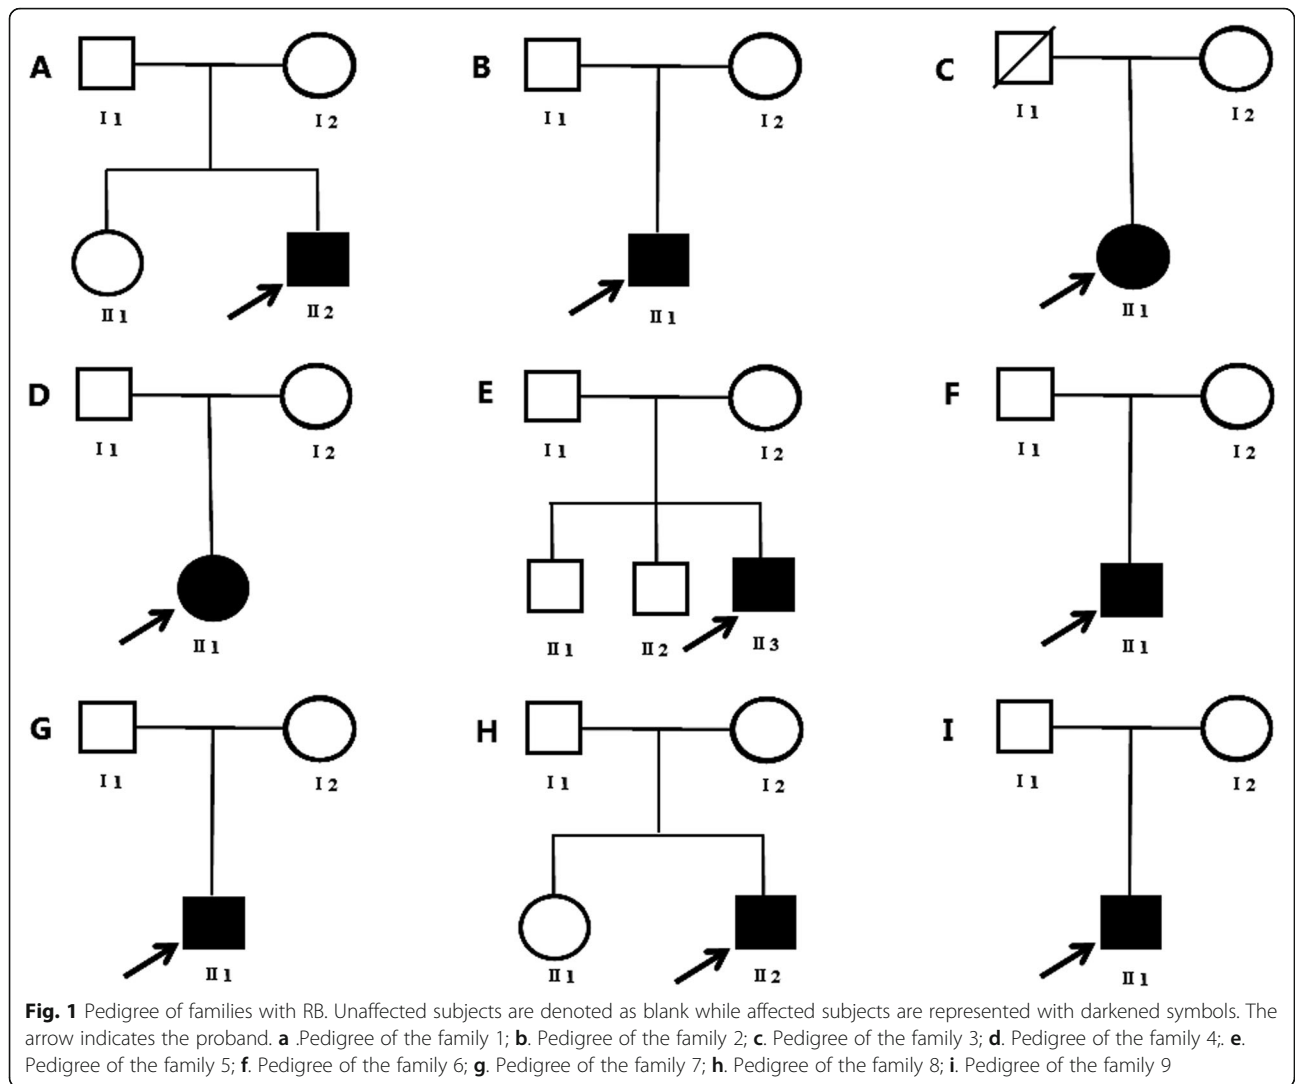 A
I 1
I 2
II 1
II 2
B
I 1
I 2
II 1
C
I 1
I 2
II 1
D
I 1
I 2
II 1
E
I 1
I 2
II 1
II 2
II 3
F
I 1
I 2
II 1
G
I 1
I 2
II 1
H
I 1
I 2
II 1
II 2
I
I 1
I 2
II 1
Fig. 1 Pedigree of families with RB. Unaffected subjects are denoted as blank while affected subjects are represented with darkened symbols. The
arrow indicates the proband. a .Pedigree of the family 1; b. Pedigree of the family 2; c. Pedigree of the family 3; d. Pedigree of the family 4;. e.
Pedigree of the family 5; f. Pedigree of the family 6; g. Pedigree of the family 7; h. Pedigree of the family 8; i. Pedigree of the family 9